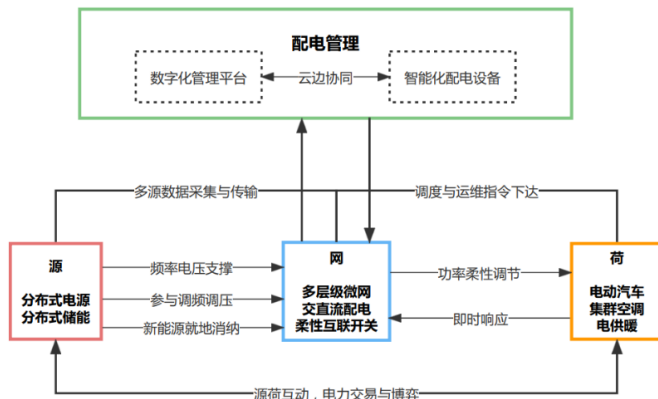 配电管理
数字化管理平台
云边协同
智能化配电设备
多源数据采集与传输
调度与运维指令下达
源
分布式电源
分布式储能
频率电压支撑
参与调频调压
新能源就地消纳
网
多层级微网
交直流配电
柔性互联开关
功率柔性调节
即时响应
荷
电动汽车
集群空调
电供暖
源荷互动，电力交易与博弈